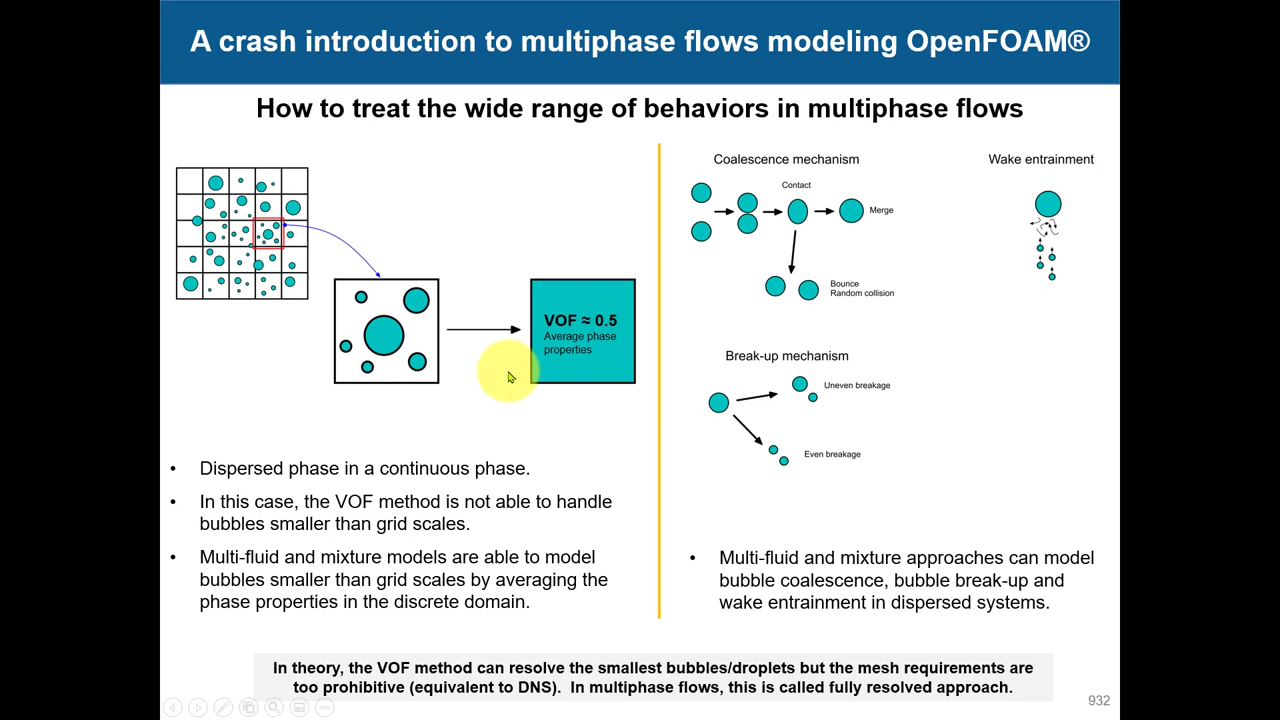 A crash introduction to multiphase flows modeling OpenFOAM®
How to treat the wide range of behaviors in multiphase flows
VOF ≈ 0.5
Average phase
properties
• Dispersed phase in a continuous phase.
• In this case, the VOF method is not able to handle
bubbles smaller than grid scales.
• Multi-fluid and mixture models are able to model
bubbles smaller than grid scales by averaging the
phase properties in the discrete domain.
Coalescence mechanism
Contact
Merge
Bounce
Random collision
Wake entrainment
Break-up mechanism
Uneven breakage
Even breakage
• Multi-fluid and mixture approaches can model
bubble coalescence, bubble break-up and
wake entrainment in dispersed systems.
In theory, the VOF method can resolve the smallest bubbles/droplets but the mesh requirements are
too prohibitive (equivalent to DNS). In multiphase flows, this is called fully resolved approach.
932